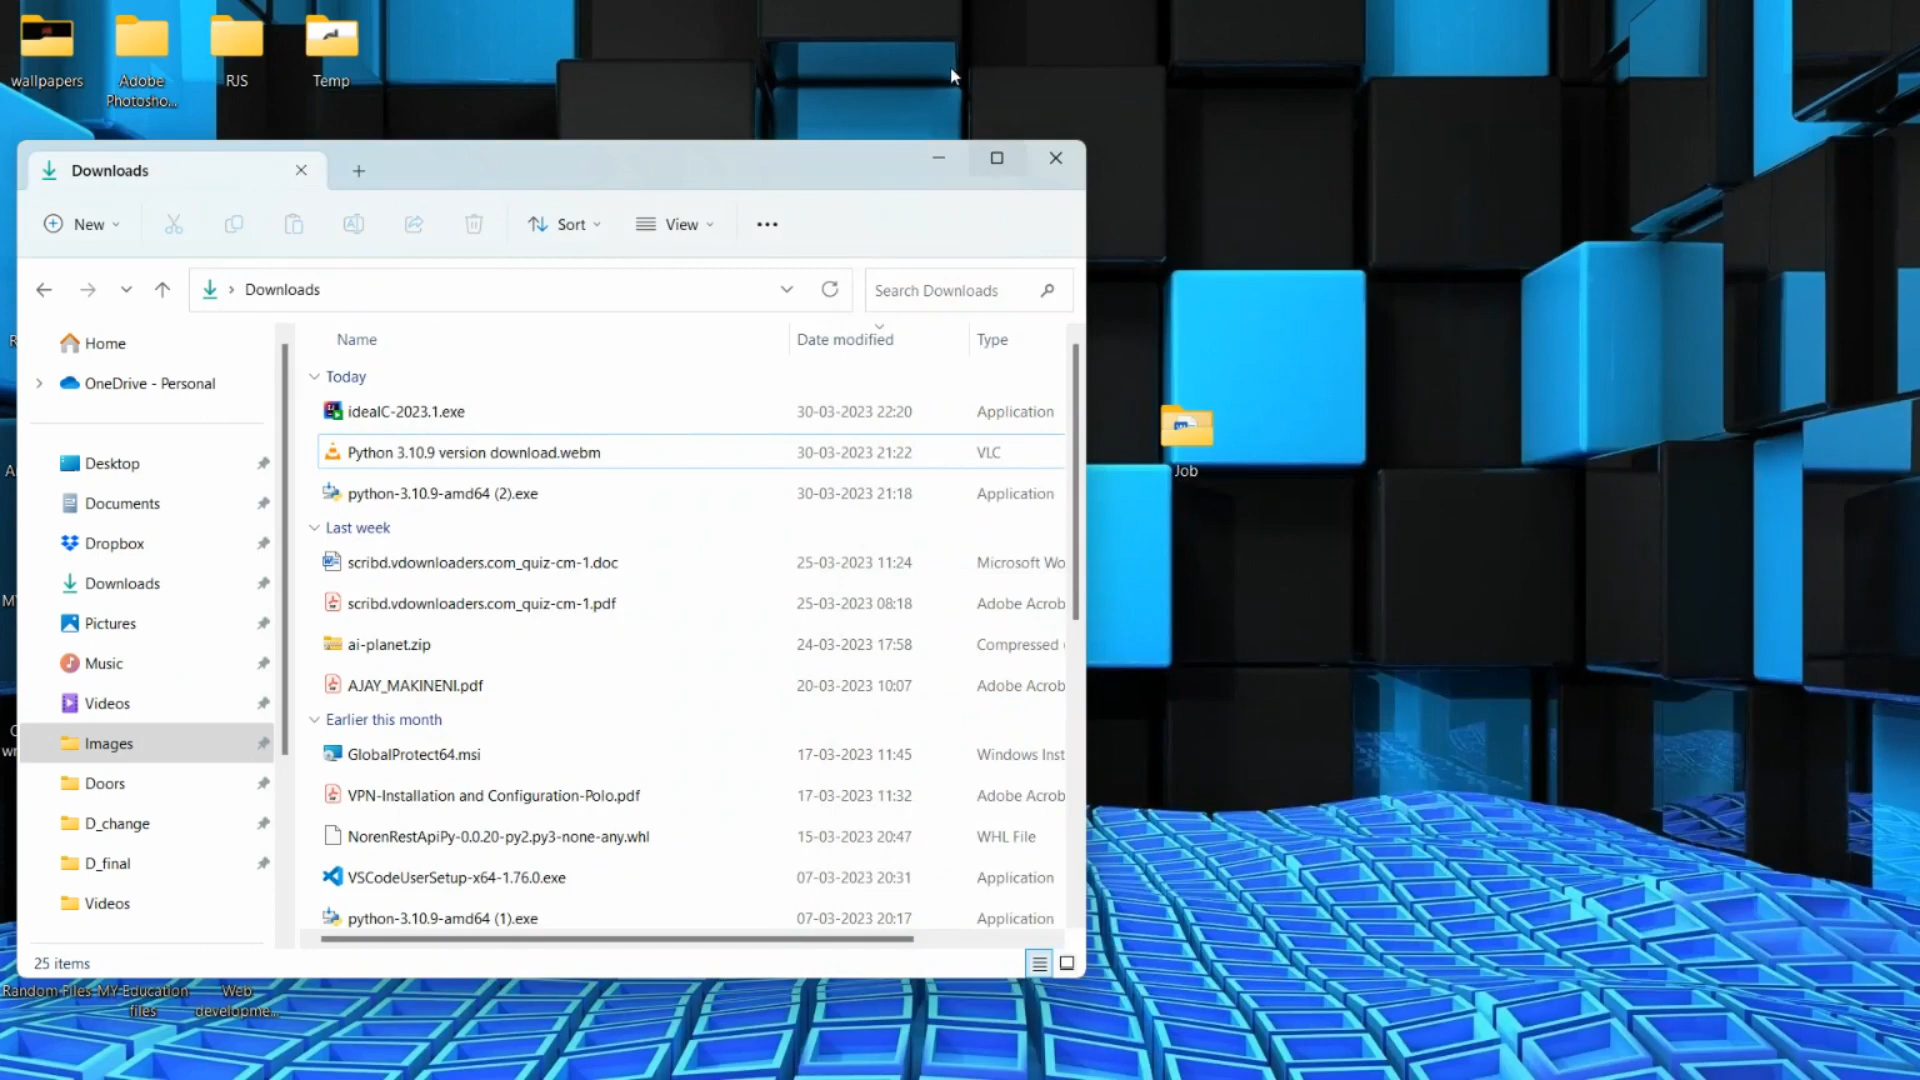 wallpapers
Adobe
Photosho...
RJS
Temp
Downloads
New
Sort
View
Downloads
Search Downloads
Home
OneDrive - Personal
Desktop
Documents
Dropbox
Downloads
Pictures
Music
Videos
Images
Doors
D_change
D_final
Videos
Name Date modified Type
Today
ideaIC-2023.1.exe 30-03-2023 22:20 Application
Python 3.10.9 version download.webm 30-03-2023 21:22 VLC
python-3.10.9-amd64 (2).exe 30-03-2023 21:18 Application
Last week
scribd.vdownloaders.com_quiz-cm-1.doc 25-03-2023 11:24 Microsoft Wo
scribd.vdownloaders.com_quiz-cm-1.pdf 25-03-2023 08:18 Adobe Acrob
ai-planet.zip 24-03-2023 17:58 Compressed
AJAY_MAKINENI.pdf 20-03-2023 10:07 Adobe Acrob
Earlier this month
GlobalProtect64.msi 17-03-2023 11:45 Windows Inst
VPN-Installation and Configuration-Polo.pdf 17-03-2023 11:32 Adobe Acrob
NorenRestApiPy-0.0.20-py2.py3-none-any.whl 15-03-2023 20:47 WHL File
VSCodeUserSetup-x64-1.76.0.exe 07-03-2023 20:31 Application
python-3.10.9-amd64 (1).exe 07-03-2023 20:17 Application
25 items
Job
Random Files
MY Education
files
Web
developme...